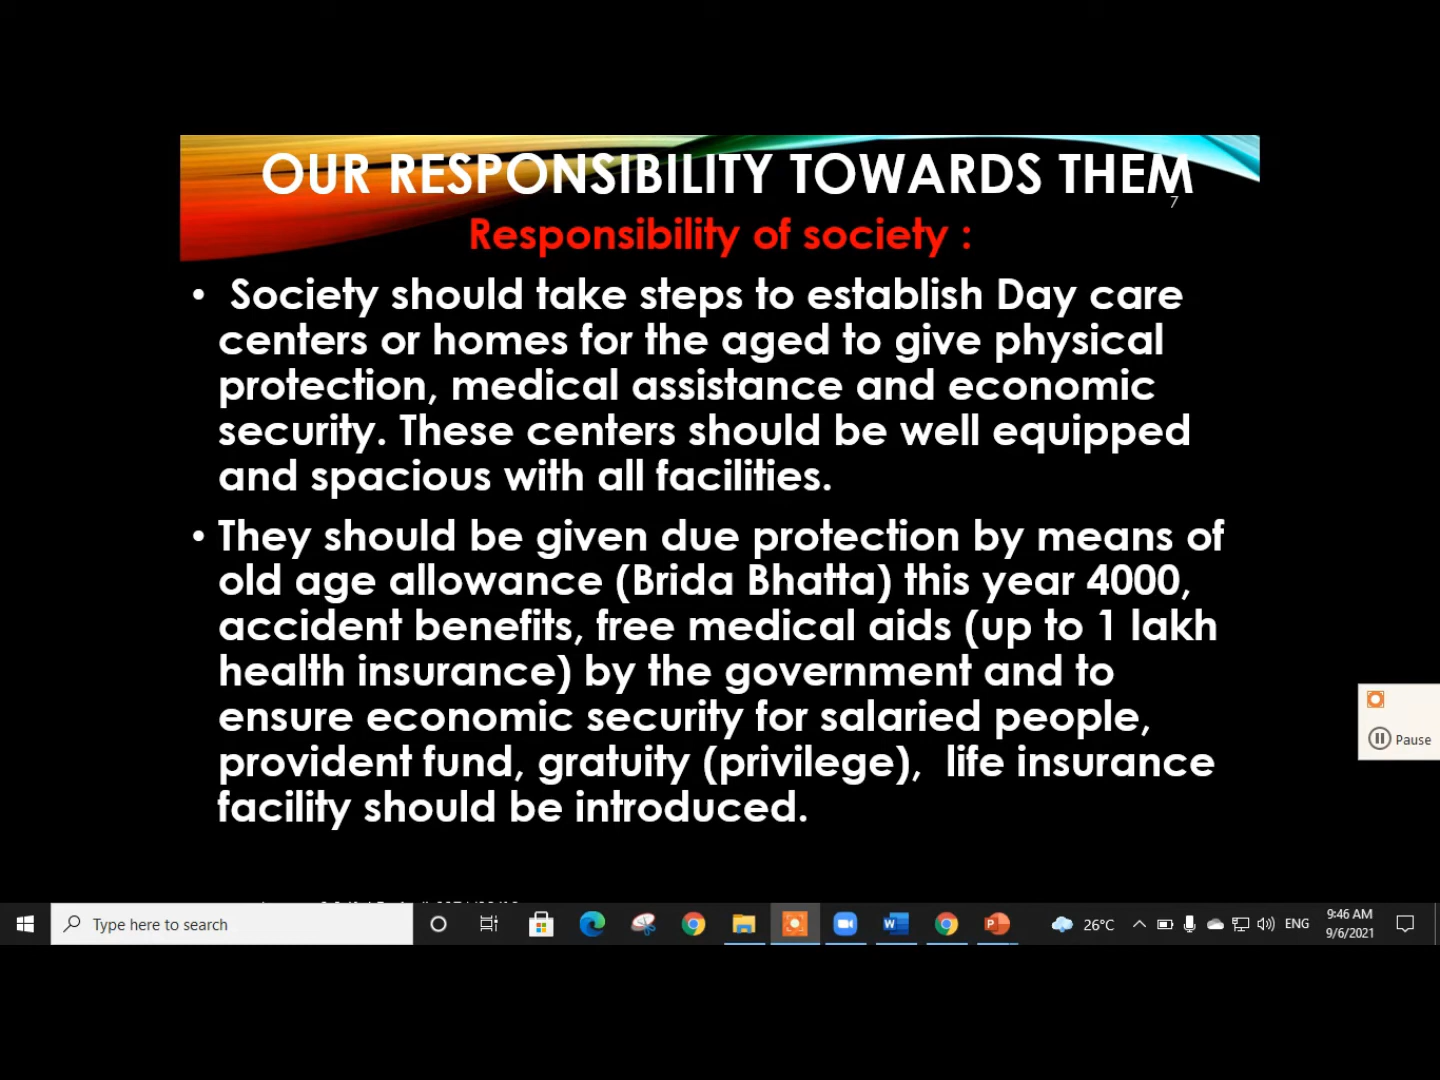 OUR RESPONSIBILITY TOWARDS THEM
7
Responsibility of society :
• Society should take steps to establish Day care
centers or homes for the aged to give physical
protection, medical assistance and economic
security. These centers should be well equipped
and spacious with all facilities.
• They should be given due protection by means of
old age allowance (Brida Bhatta) this year 4000,
accident benefits, free medical aids (up to 1 lakh
health insurance) by the government and to
ensure economic security for salaried people,
provident fund, gratuity (privilege), life insurance
facility should be introduced.
Pause
Type here to search
26°C
ENG
9:46 AM
9/6/2021